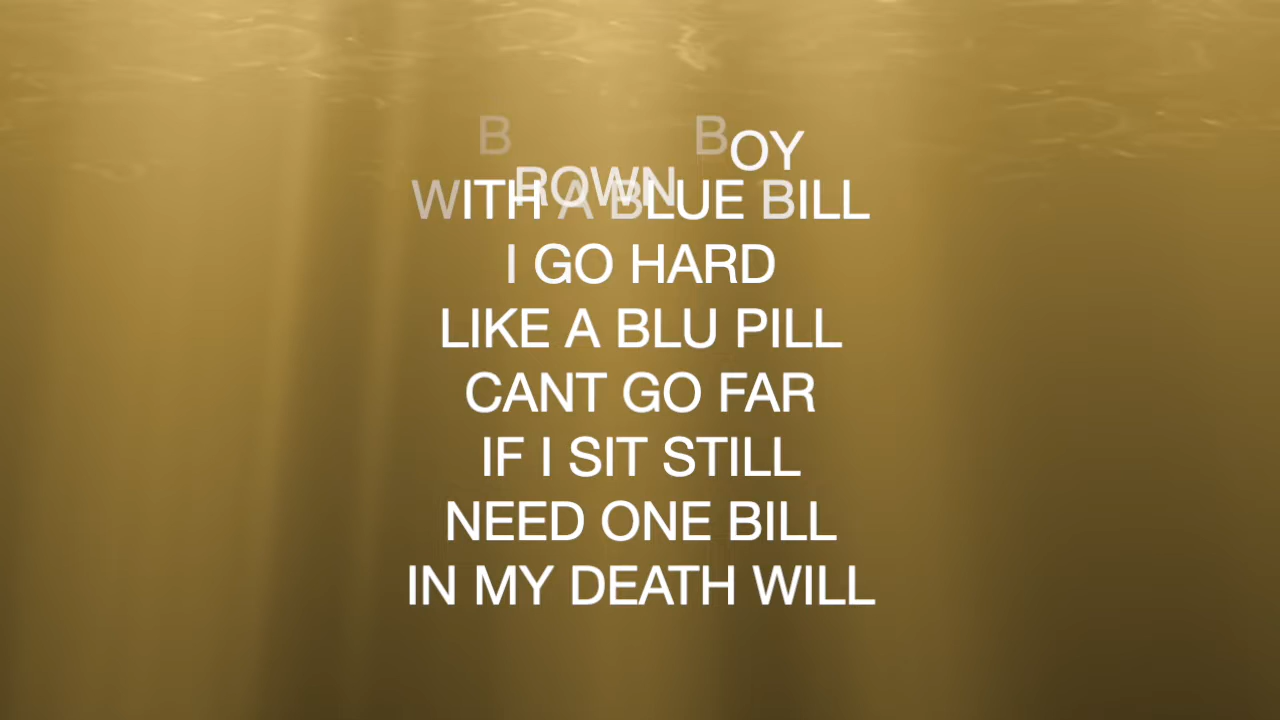 BROWN BOY
WITH A BLUE BILL
I GO HARD
LIKE A BLU PILL
CANT GO FAR
IF I SIT STILL
NEED ONE BILL
IN MY DEATH WILL